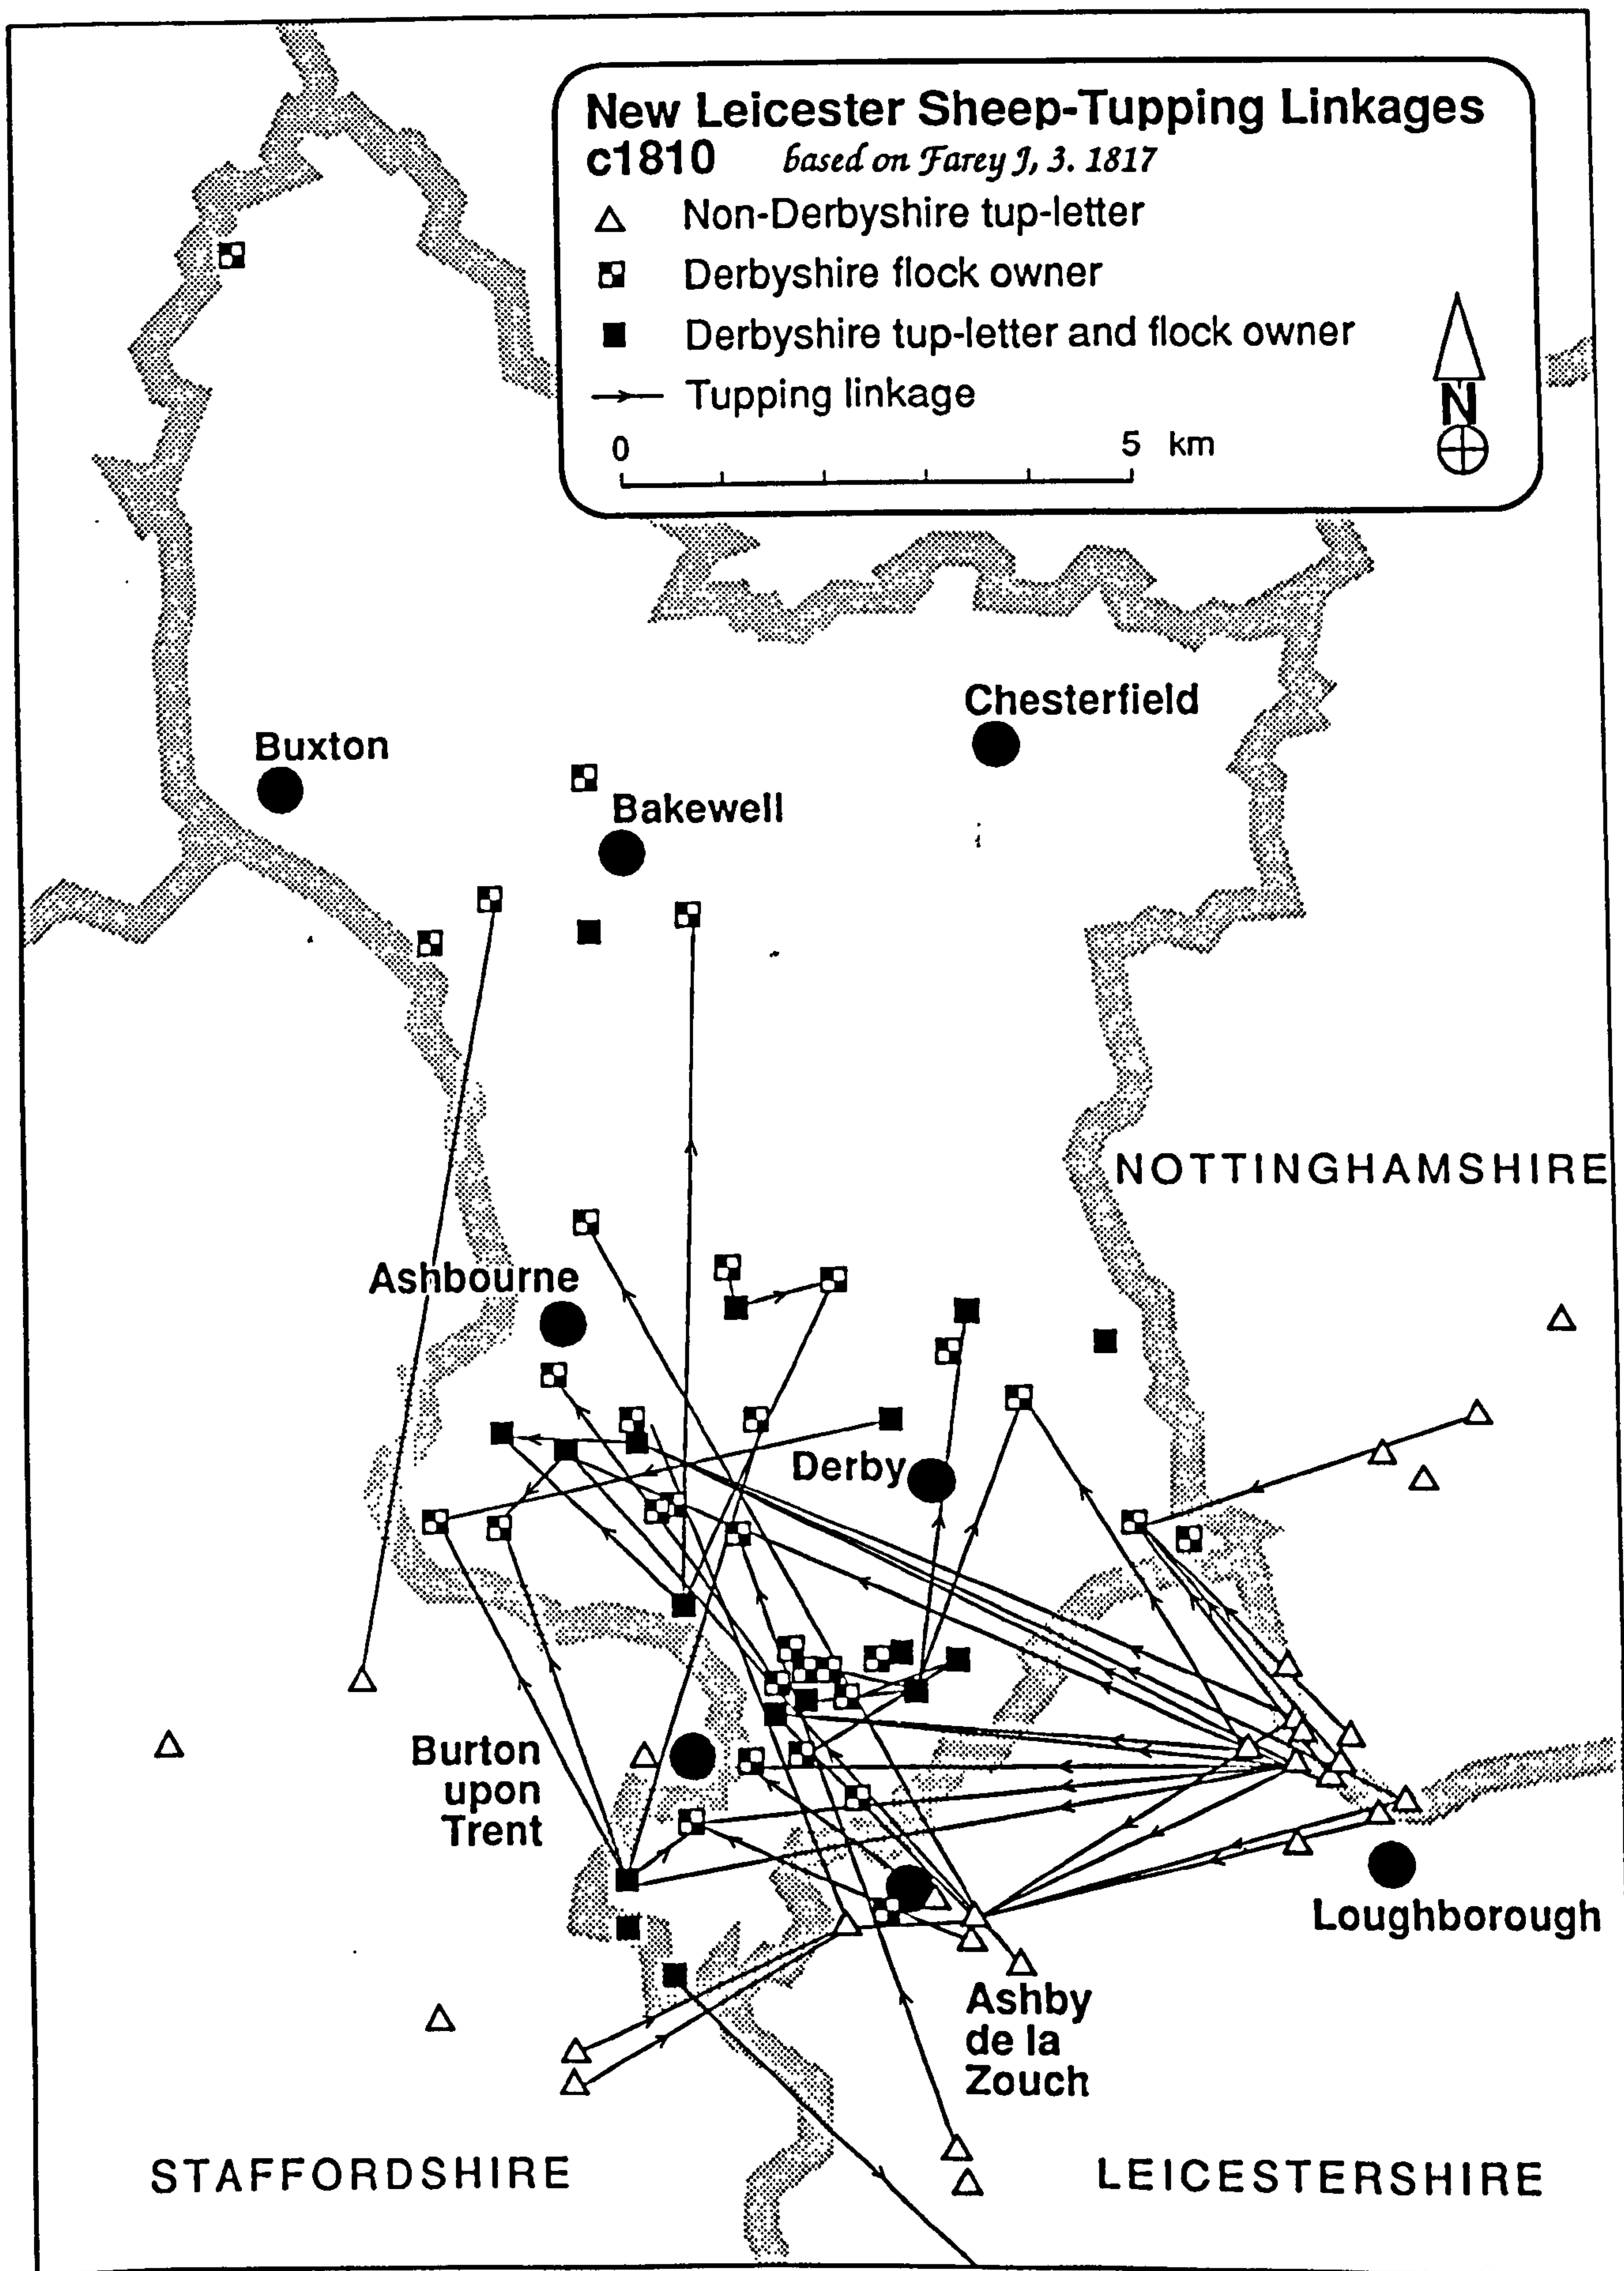 New Leicester Sheep-Tupping Linkages
c1810 based on Farey J, 3. 1817
Non-Derbyshire tup-letter
Derbyshire flock owner
Derbyshire tup-letter and flock owner
Tupping linkage
N
0 5 km
Chesterfield
Buxton
Bakewell
NOTTINGHAMSHIRE
Ashbourne
Derby
Burton
upon
Trent
Loughborough
Ashby
de la
Zouch
STAFFORDSHIRE
LEICESTERSHIRE